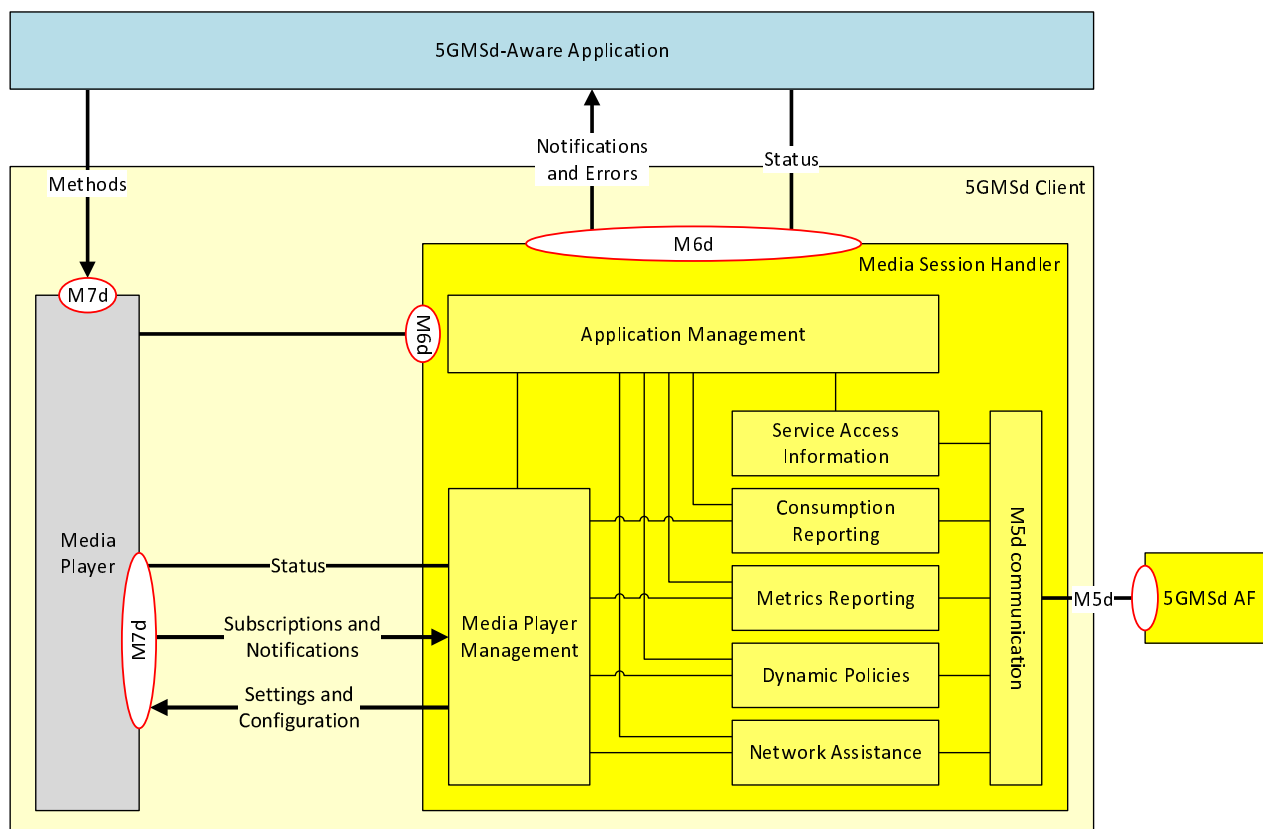 5GMSd-Aware Application
Notifications
and Errors
Status
Methods
5GMSd Client
M6d
Media Session Handler
M7d
M6d
Application Management
Service Access
Information
Consumption
Reporting
M5d communication
Media
Player
Status
Metrics Reporting
M5d
5GMSd AF
M7d
Subscriptions and
Notifications
Media Player
Management
Dynamic Policies
Settings and
Configuration
Network Assistance